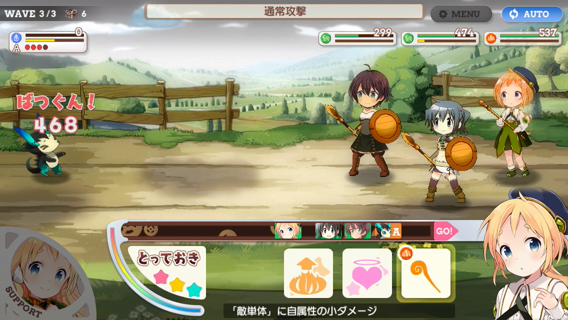 WAVE 3/3 6
通常攻撃
MENU
AUTO
0
A
299
474
537
ばつぐん!
468
A
GO!
とっておき
SUPPORT
「敵単体」に自属性の小ダメージ